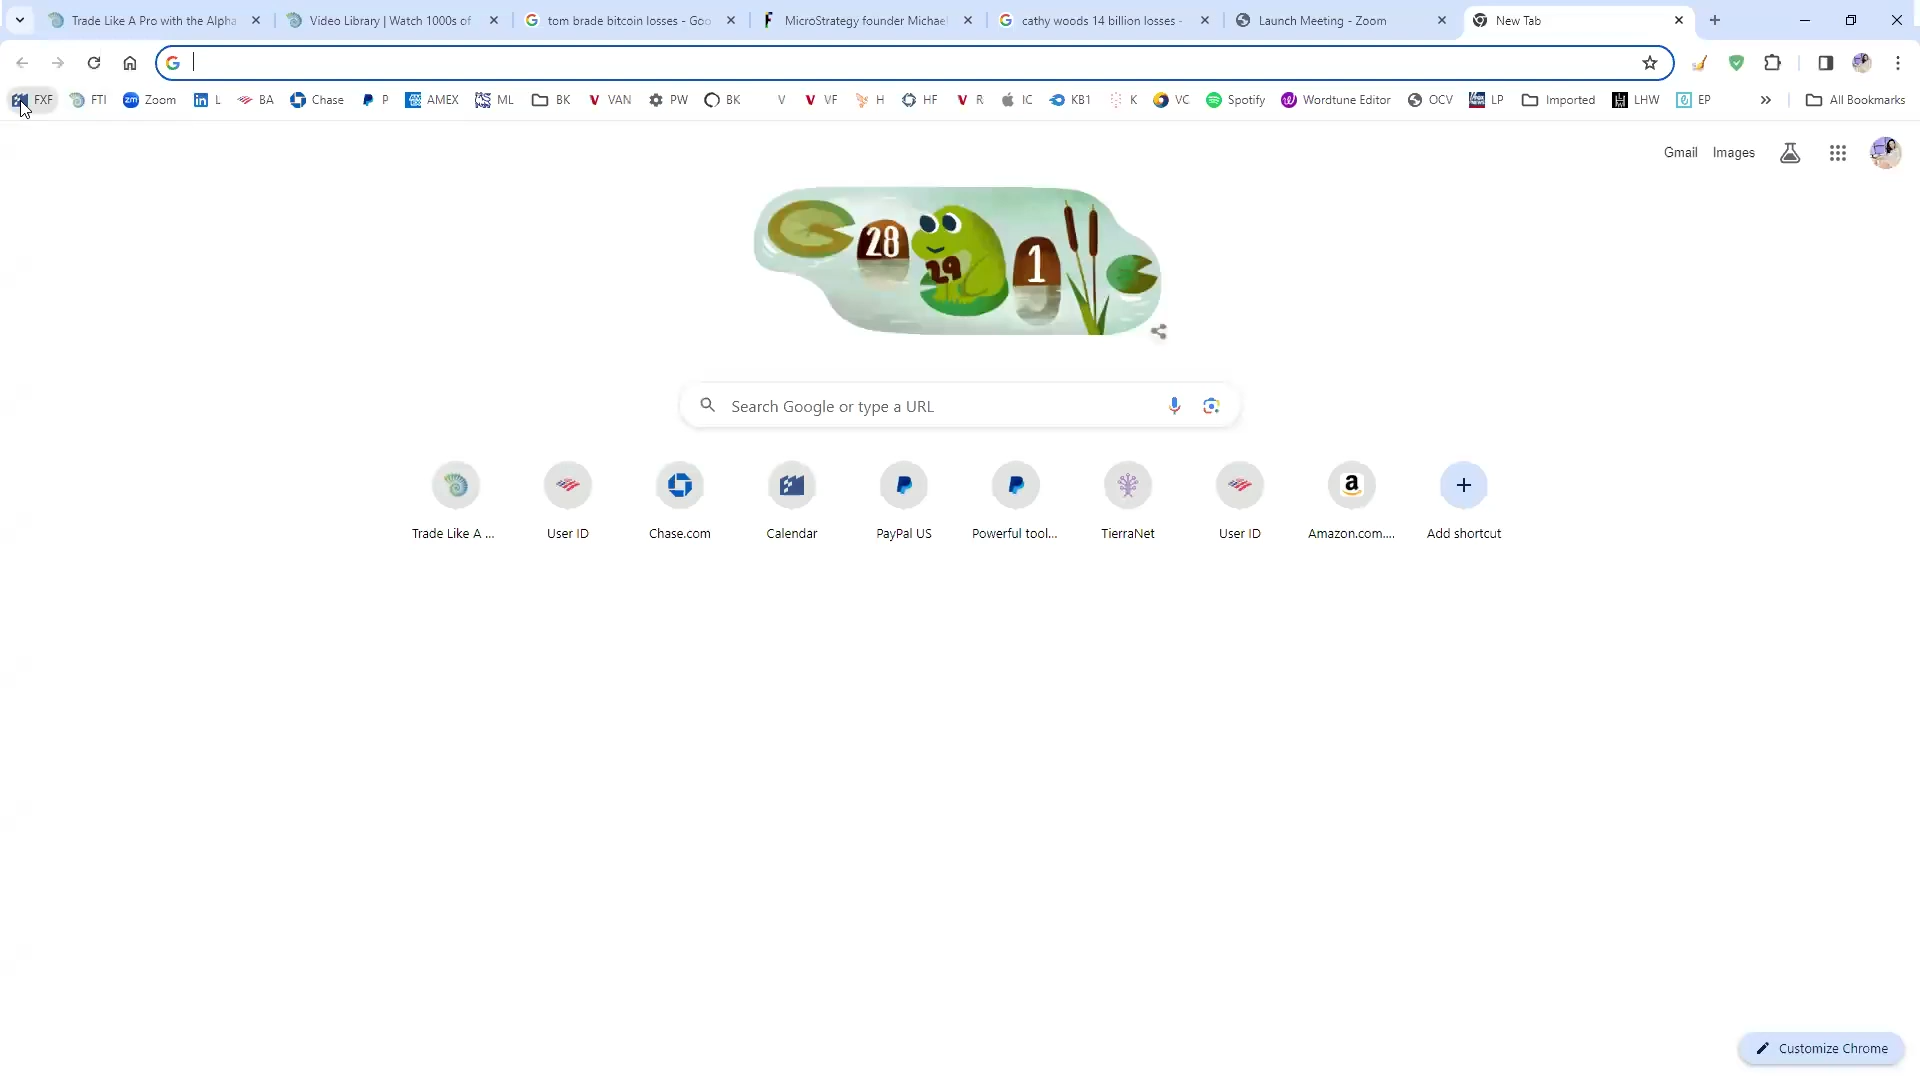 Trade Like A Pro with the Alpha
Video Library | Watch 1000s of
tom brade bitcoin losses - Goo
MicroStrategy founder Michael
cathy woods 14 billion losses -
Launch Meeting - Zoom
New Tab
FXF
FTI
zm Zoom
in L
BA
Chase
P
AMEX
ML
BK
VAN
PW
BK
V
VF
H
HF
R
IC
KB1
K
VC
Spotify
Wordtune Editor
OCV
LP
Imported
LHW
EP
All Bookmarks
Gmail Images
28 29 1
Search Google or type a URL
Trade Like A ...
User ID
Chase.com
Calendar
PayPal US
Powerful tool...
TierraNet
User ID
Amazon.com....
Add shortcut
Customize Chrome